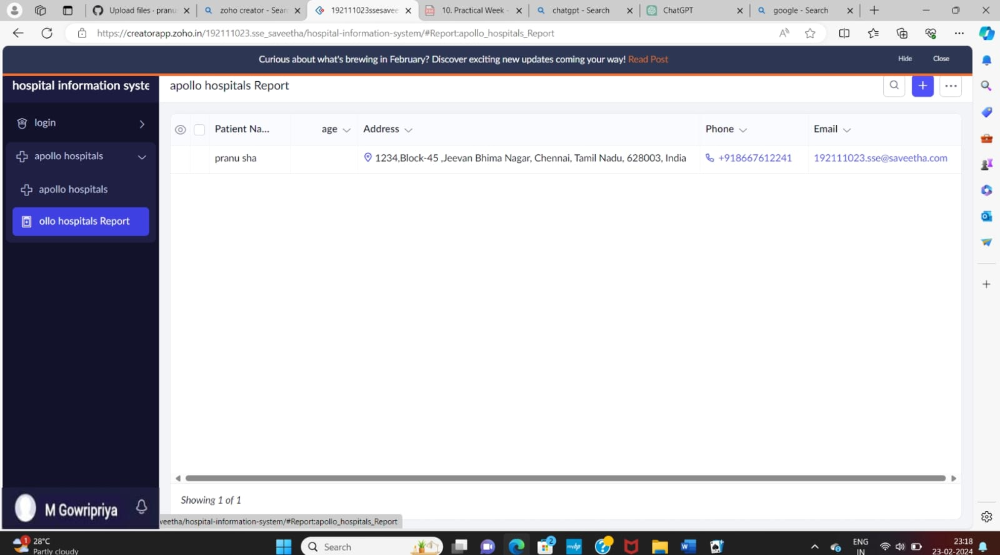 Upload files · pranu
zoho creator - Sear
192111023ssesavee
10. Practical Week -
chatgpt - Search
ChatGPT
google - Search
https://creatorapp.zoho.in/192111023.sse_saveetha/hospital-information-system/#Report:apollo_hospitals_Report
Curious about what's brewing in February? Discover exciting new updates coming your way! Read Post
Hide
Close
hospital information syste
apollo hospitals Report
login
apollo hospitals
apollo hospitals
ollo hospitals Report
Patient Na...
age
Address
Phone
Email
pranu sha
1234,Block-45 ,Jeevan Bhima Nagar, Chennai, Tamil Nadu, 628003, India
+918667612241
192111023.sse@saveetha.com
Showing 1 of 1
M Gowripriya
veetha/hospital-information-system/#Report:apollo_hospitals_Report
1
28°C
Partly cloudy
Search
2
myhp
ENG
IN
23:18
23-02-2024